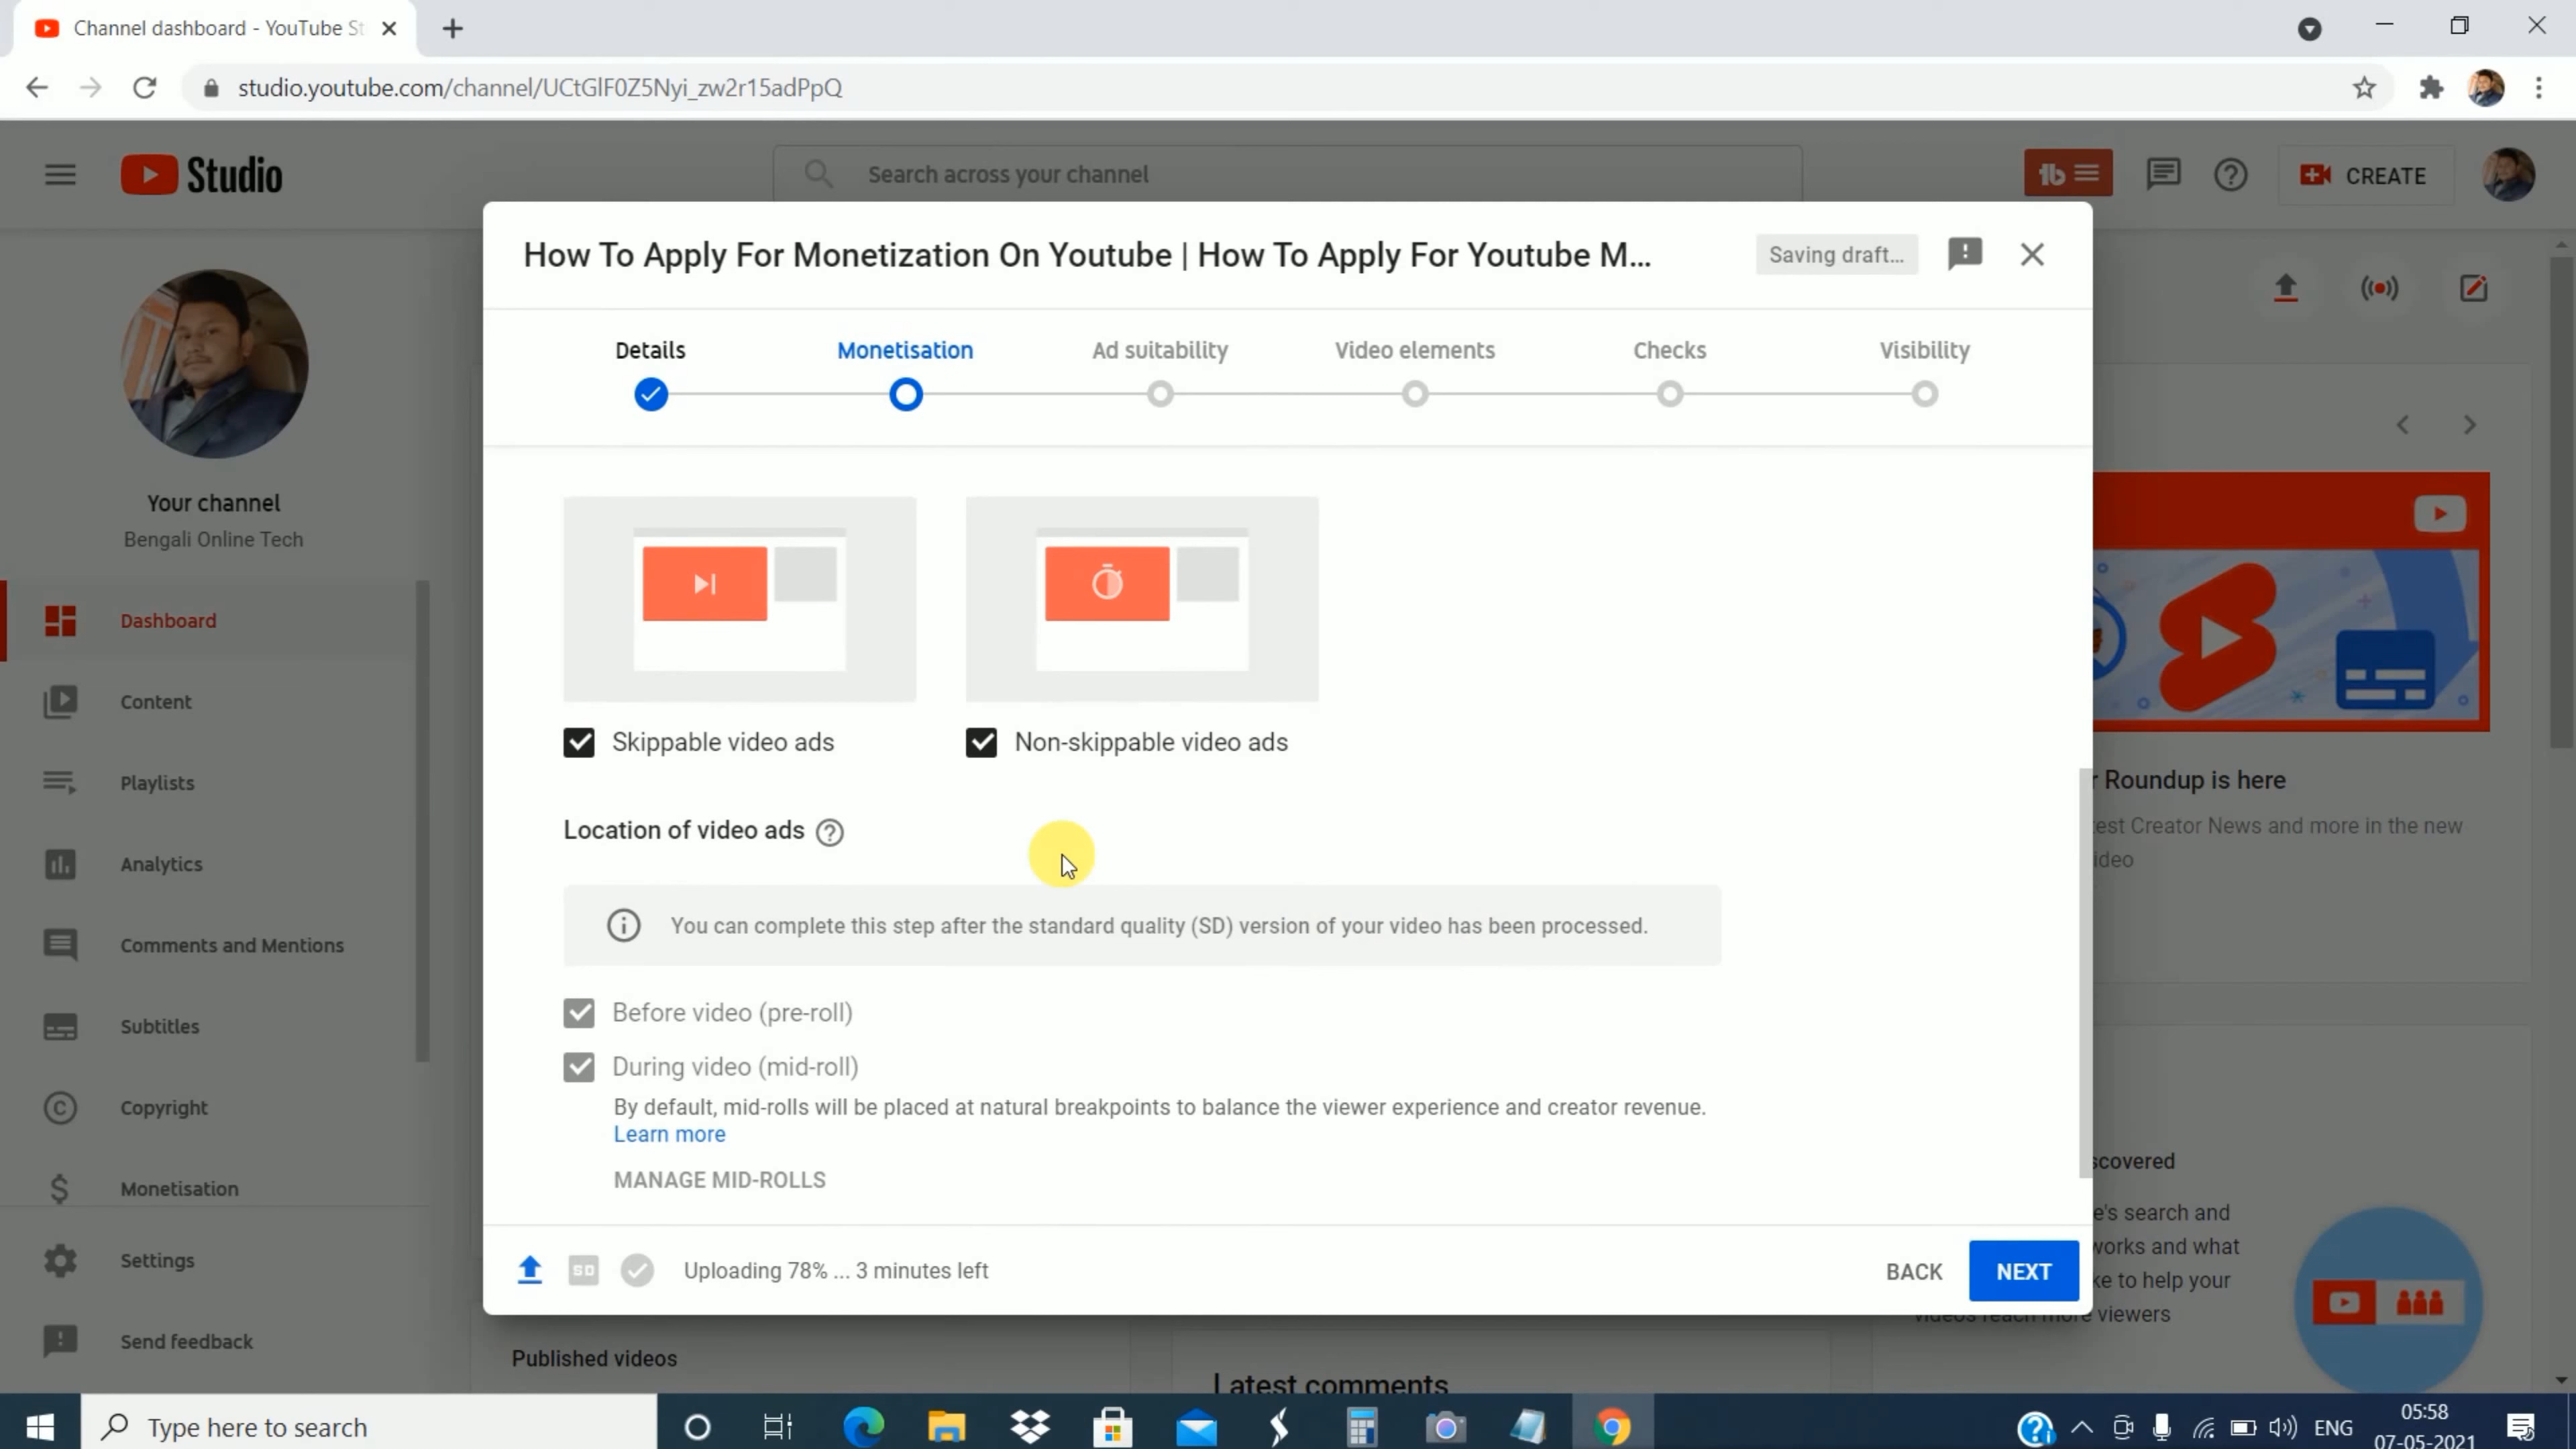 Channel dashboard - YouTube St
studio.youtube.com/channel/UCtGlF0Z5Nyi_zw2r15adPpQ
Studio
Search across your channel
CREATE
How To Apply For Monetization On Youtube | How To Apply For Youtube M...
Saving draft...
Details
Monetisation
Ad suitability
Video elements
Checks
Visibility
Your channel
Bengali Online Tech
Dashboard
Content
Playlists
Analytics
Comments and Mentions
Subtitles
Copyright
Monetisation
Settings
Send feedback
Skippable video ads
Non-skippable video ads
Location of video ads
You can complete this step after the standard quality (SD) version of your video has been processed.
Before video (pre-roll)
During video (mid-roll)
By default, mid-rolls will be placed at natural breakpoints to balance the viewer experience and creator revenue.
Learn more
MANAGE MID-ROLLS
SD
Uploading 78% ... 3 minutes left
BACK
NEXT
r Roundup is here
test Creator News and more in the new
ideo
scovered
e's search and
works and what
ke to help your
videos reach more viewers
Published videos
Latest comments
Type here to search
ENG
05:58
07-05-2021